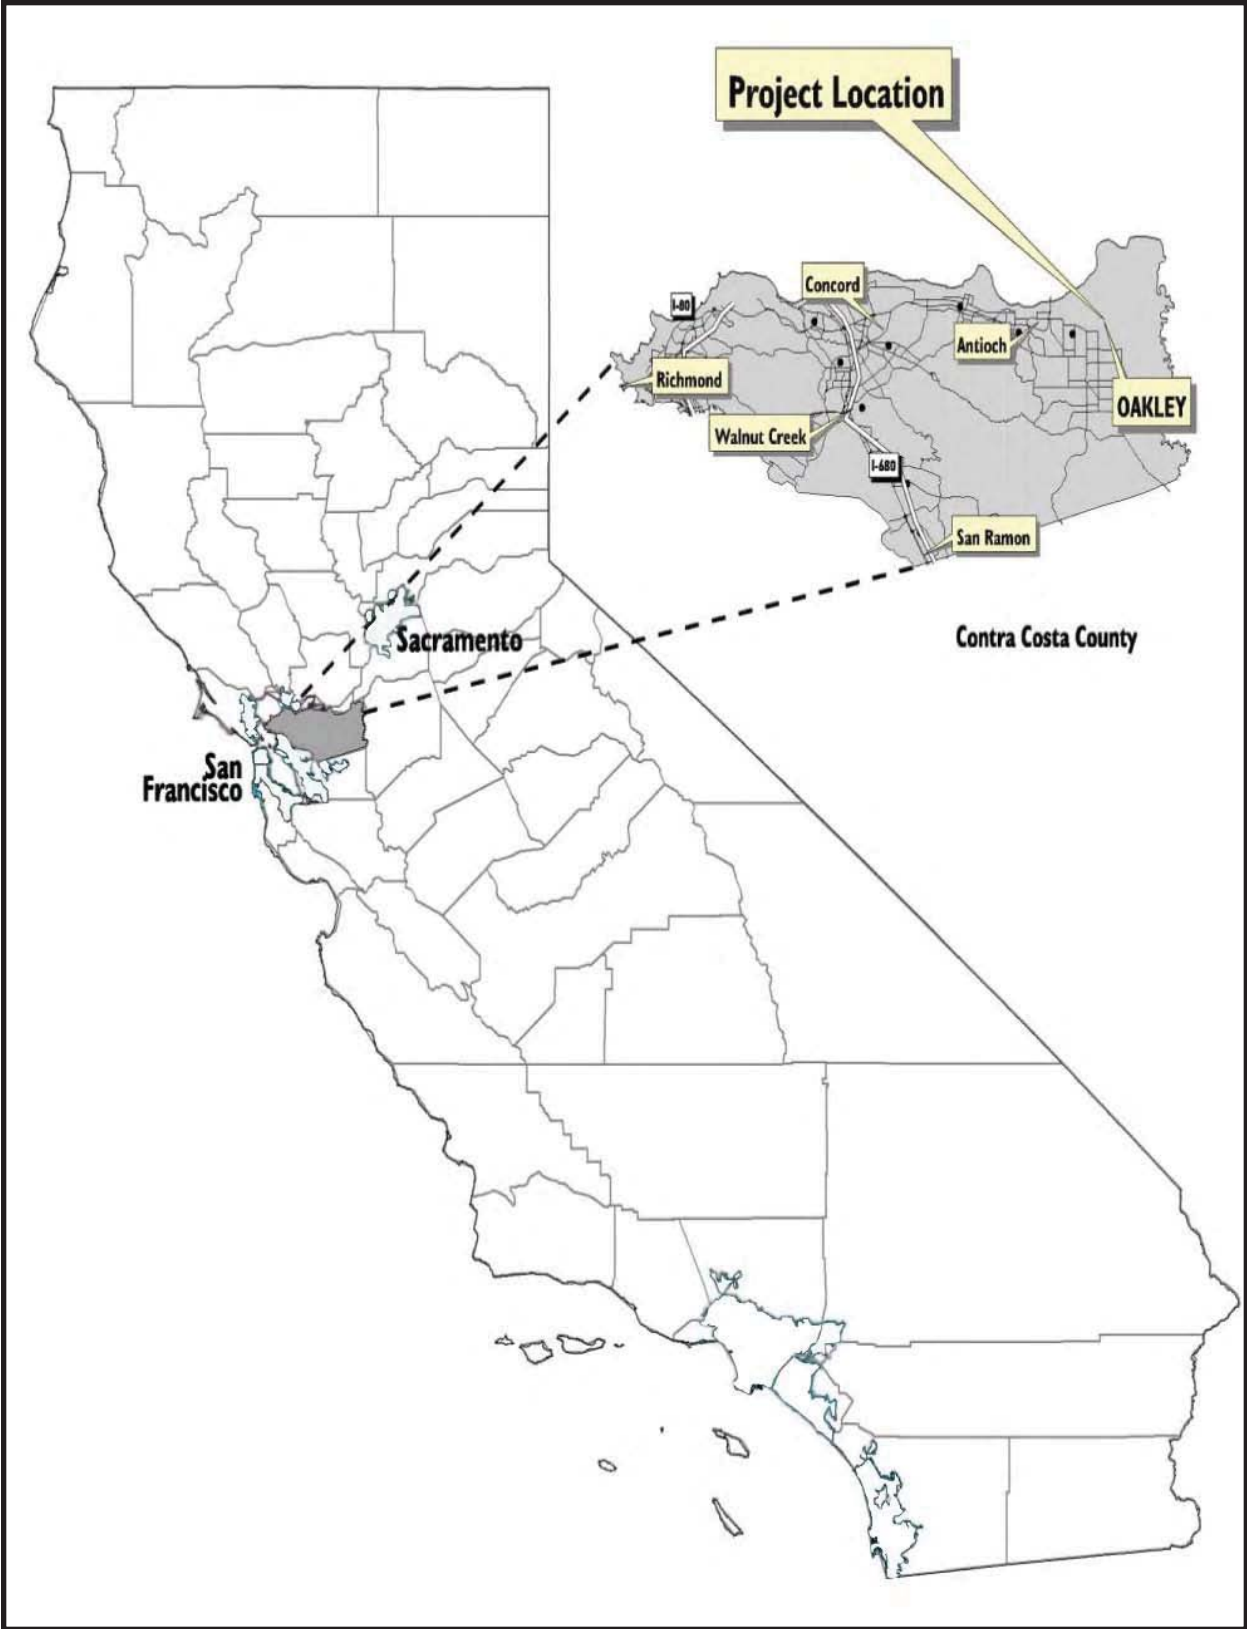 Project Location
Concord
I-80
Antioch
Richmond
OAKLEY
Walnut Creek
I-680
San Ramon
Contra Costa County
Sacramento
San
Francisco